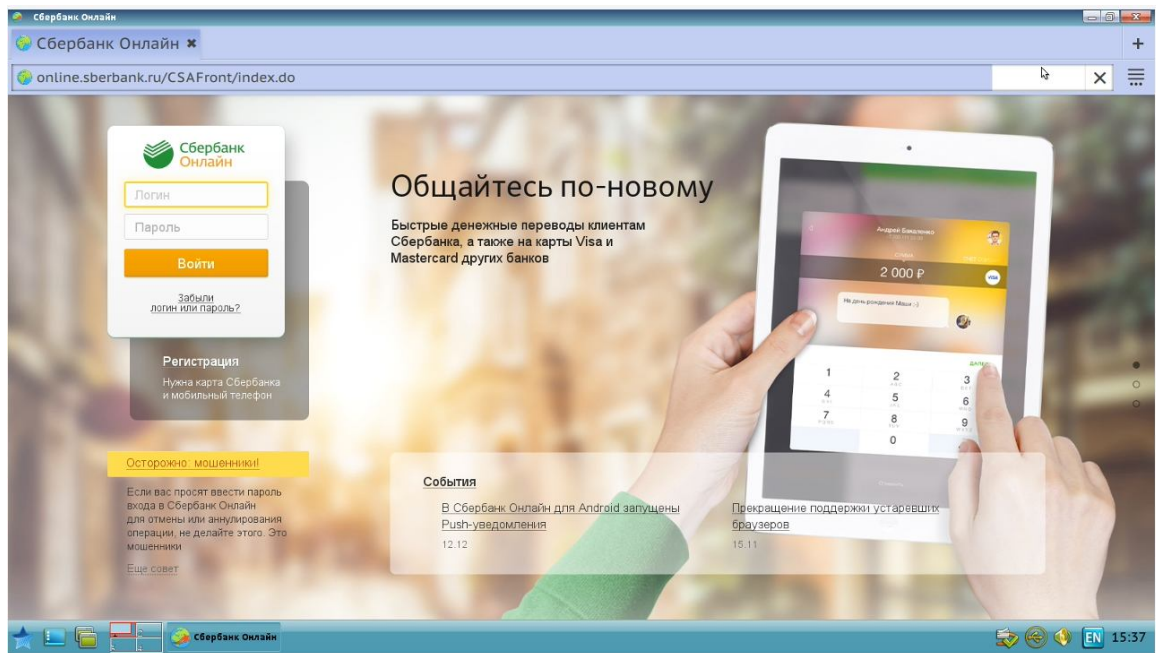 Сбербанк Онлайн
Сбербанк Онлайн
online.sberbank.ru/CSAFront/index.do
Сбербанк
Онлайн
Логин
Пароль
Войти
Забыли
логин или пароль?
Регистрация
Нужна карта Сбербанка
и мобильный телефон
Осторожно: мошенники!
Если вас просят ввести пароль
входа в Сбербанк Онлайн
для отмены или аннулирования
операции, не делайте этого. Это
мошенники
Еще совет
Общайтесь по-новому
Быстрые денежные переводы клиентам
Сбербанка, а также на карты Visa и
Mastercard других банков
2 000 ₽
VISA
На день рождения Маши :-)
1
2
3
4
5
6
7
8
9
0
События
В Сбербанк Онлайн для Android запущены
Push-уведомления
12.12
Прекращение поддержки устаревших
браузеров
15.11
Сбербанк Онлайн
EN
15:37